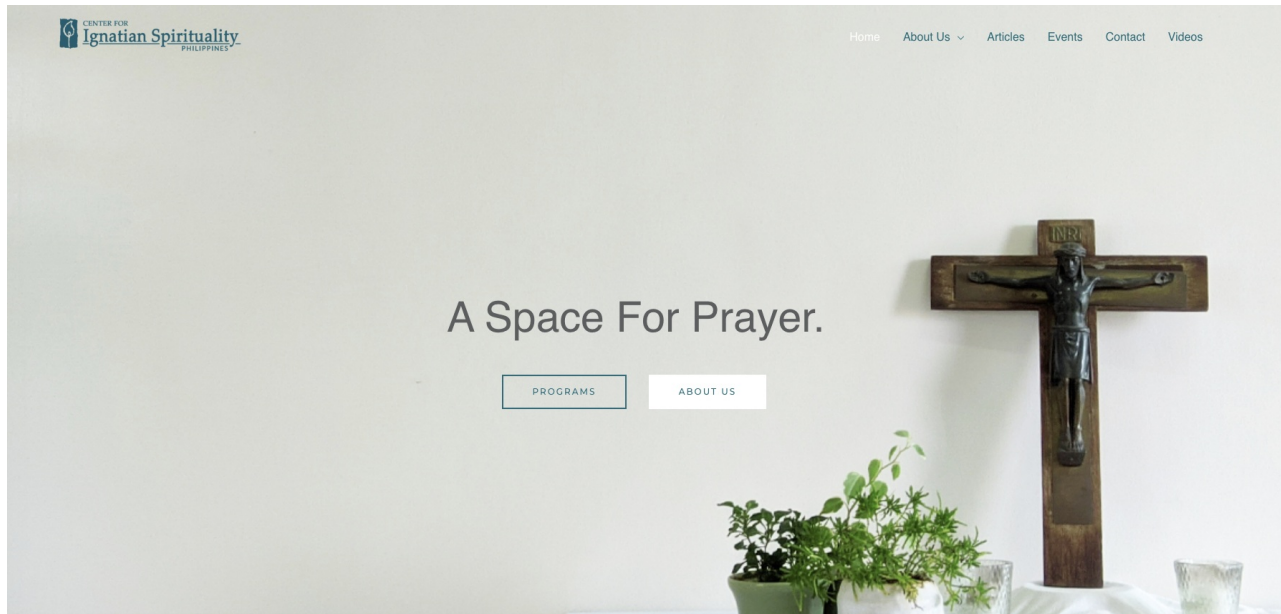 CENTER FOR
Ignatian Spirituality
PHILIPPINES
Home About Us Articles Events Contact Videos
INRI
A Space For Prayer.
PROGRAMS ABOUT US